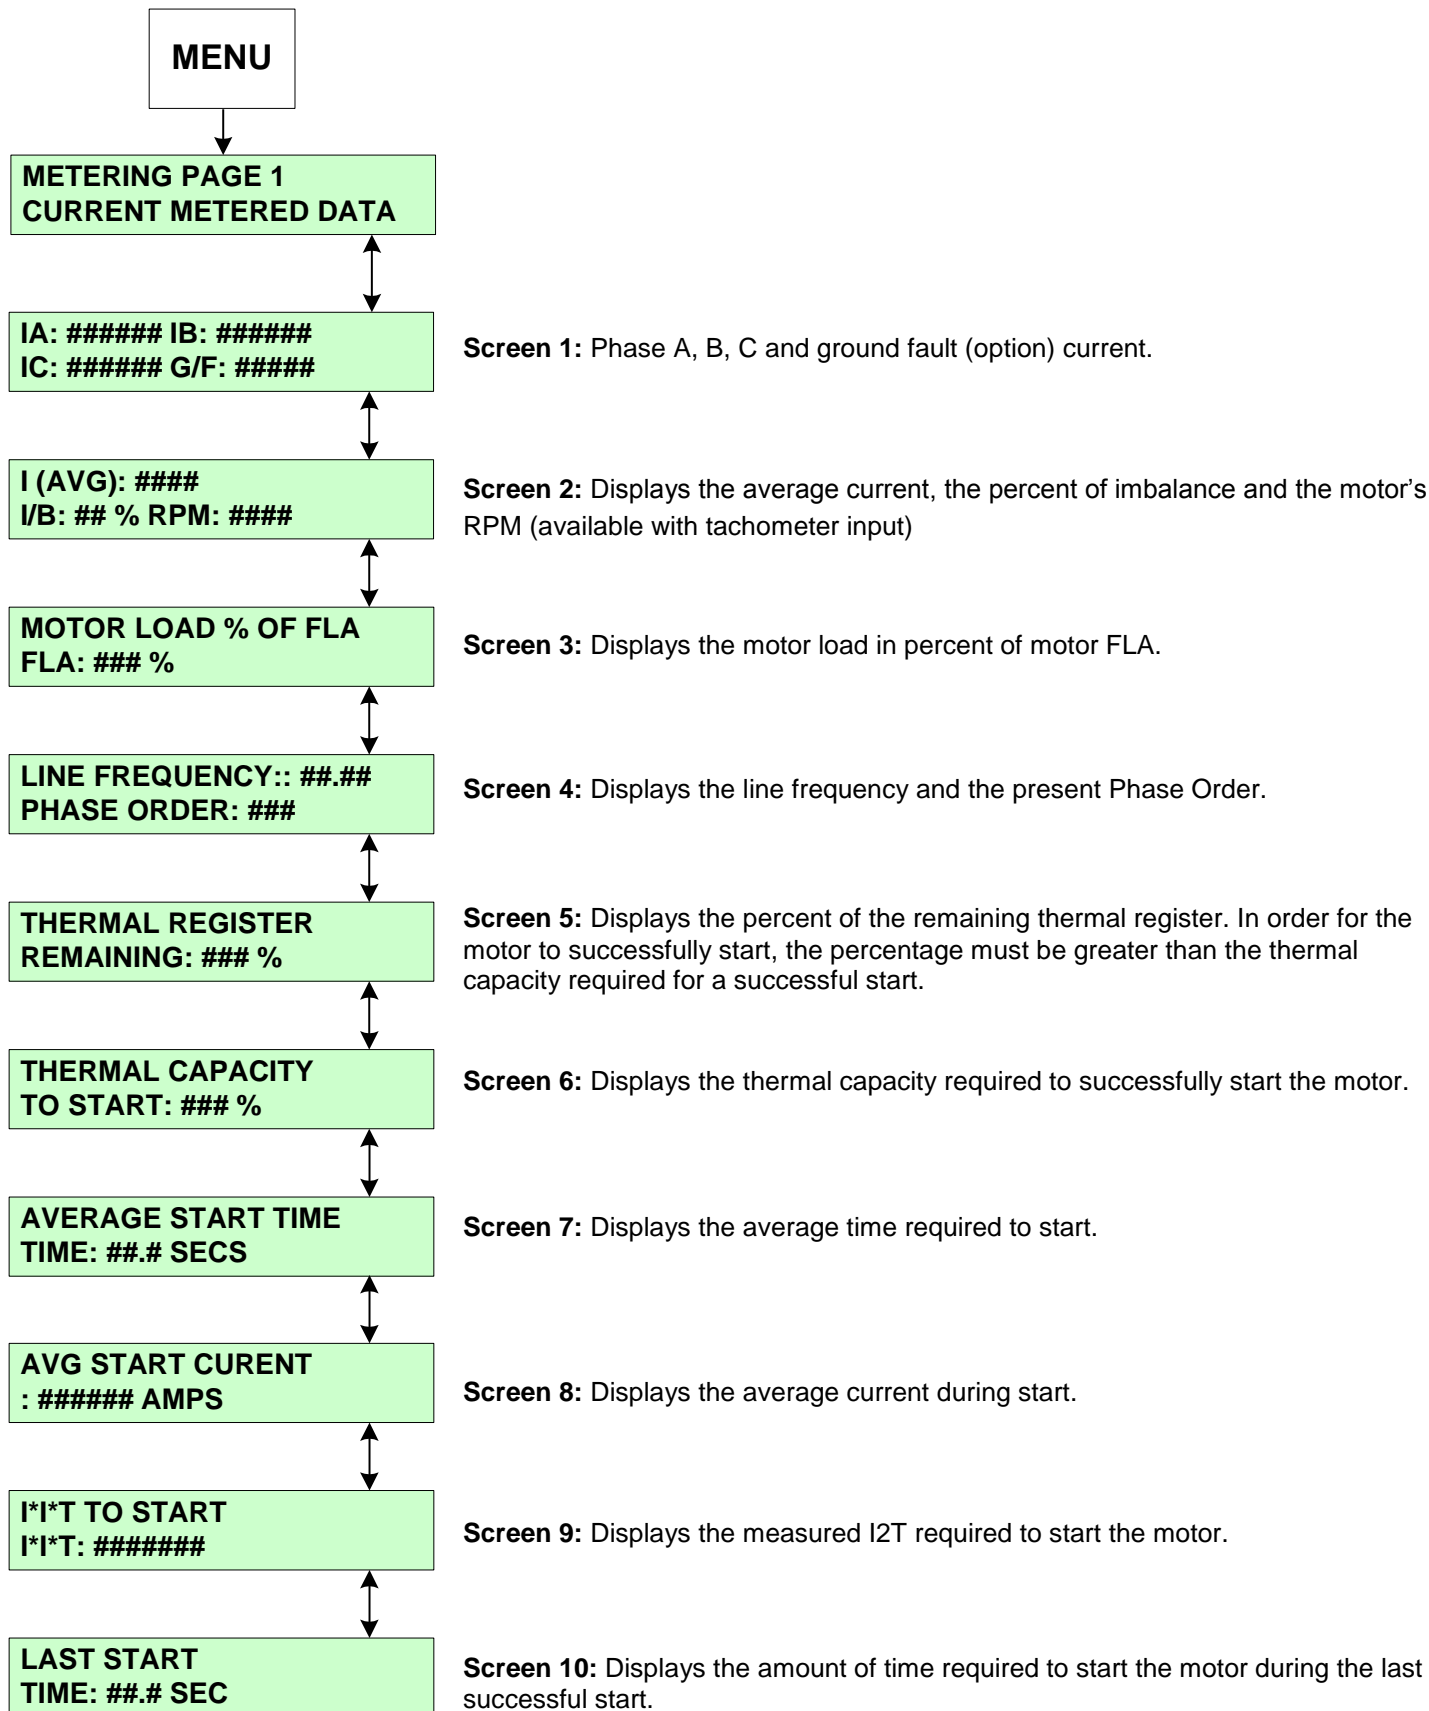 MENU
METERING PAGE 1
CURRENT METERED DATA
IA: ###### IB: ######
IC: ###### G/F: #####
Screen 1: Phase A, B, C and ground fault (option) current.
I (AVG): ####
I/B: ## % RPM: ####
Screen 2: Displays the average current, the percent of imbalance and the motor’s
RPM (available with tachometer input)
MOTOR LOAD % OF FLA
FLA: ### %
Screen 3: Displays the motor load in percent of motor FLA.
LINE FREQUENCY:: ##.##
PHASE ORDER: ###
Screen 4: Displays the line frequency and the present Phase Order.
THERMAL REGISTER
REMAINING: ### %
Screen 5: Displays the percent of the remaining thermal register. In order for the
motor to successfully start, the percentage must be greater than the thermal
capacity required for a successful start.
THERMAL CAPACITY
TO START: ### %
Screen 6: Displays the thermal capacity required to successfully start the motor.
AVERAGE START TIME
TIME: ##.# SECS
Screen 7: Displays the average time required to start.
AVG START CURENT
: ###### AMPS
Screen 8: Displays the average current during start.
I*I*T TO START
I*I*T: #######
Screen 9: Displays the measured I2T required to start the motor.
LAST START
TIME: ##.# SEC
Screen 10: Displays the amount of time required to start the motor during the last
successful start.